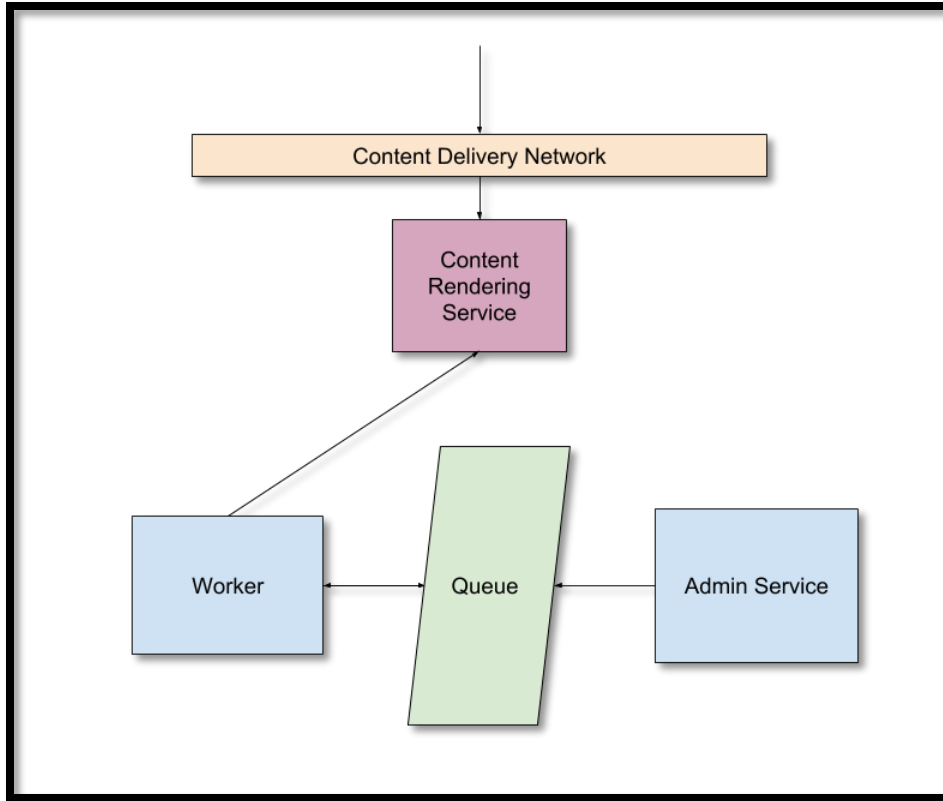 Content Delivery Network
Content
Rendering
Service
Worker
Queue
Admin Service